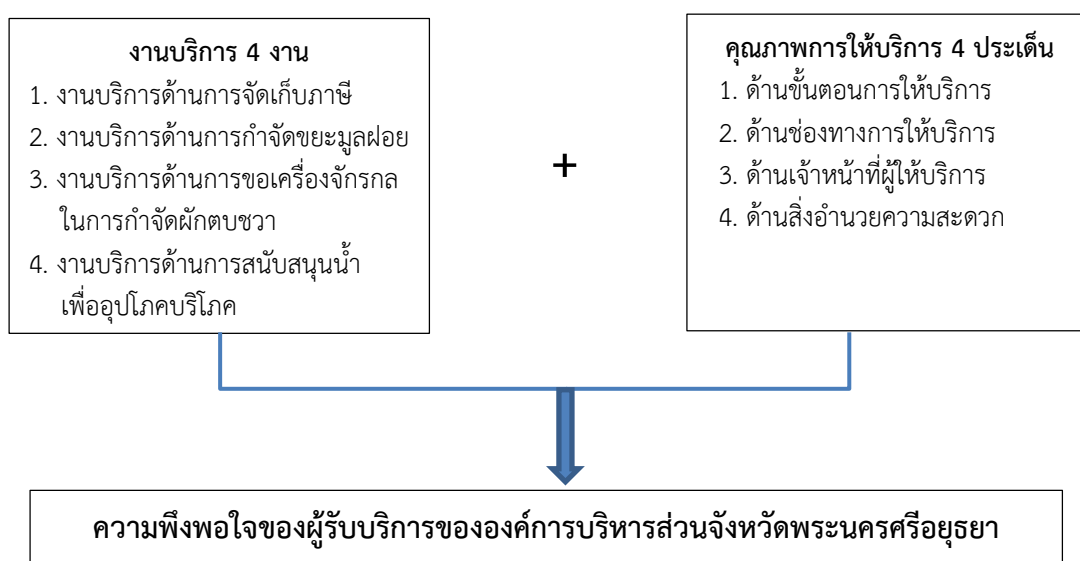 งานบริการ 4 งาน
1. งานบริการด้านการจัดเก็บภาษี
2. งานบริการด้านการกำจัดขยะมูลฝอย
3. งานบริการด้านการขอเครื่องจักรกล
ในการกำจัดผักตบชวา
4. งานบริการด้านการสนับสนุนน้ำ
เพื่ออุปโภคบริโภค
+
คุณภาพการให้บริการ 4 ประเด็น
1. ด้านขั้นตอนการให้บริการ
2. ด้านช่องทางการให้บริการ
3. ด้านเจ้าหน้าที่ผู้ให้บริการ
4. ด้านสิ่งอำนวยความสะดวก
ความพึงพอใจของผู้รับบริการขององค์การบริหารส่วนจังหวัดพระนครศรีอยุธยา